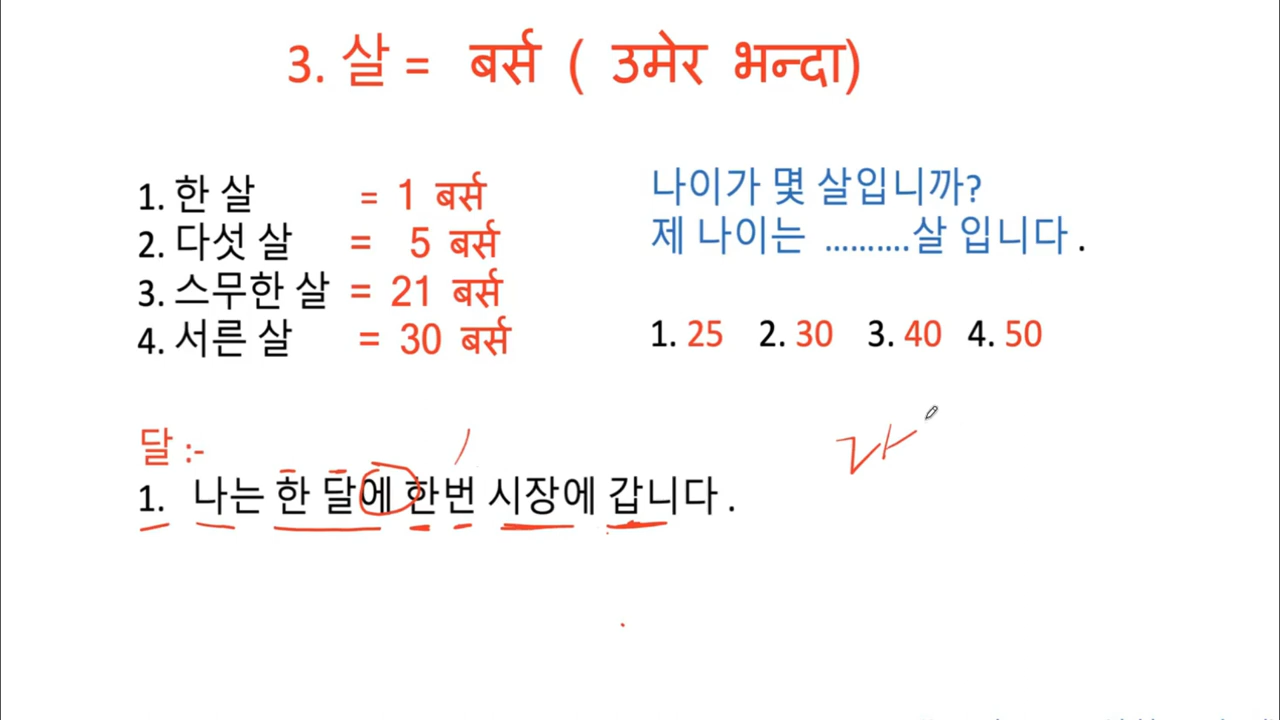 3. 살 = बर्स ( उमेर भन्दा)
1. 한 살 = 1 बर्स
2. 다섯 살 = 5 बर्स
3. 스무한 살 = 21 बर्स
4. 서른 살 = 30 बर्स
나이가 몇 살입니까?
제 나이는 ..........살 입니다 .
1. 25 2. 30 3. 40 4. 50
달 :-
1. 나는 한 달에 한번 시장에 갑니다 .